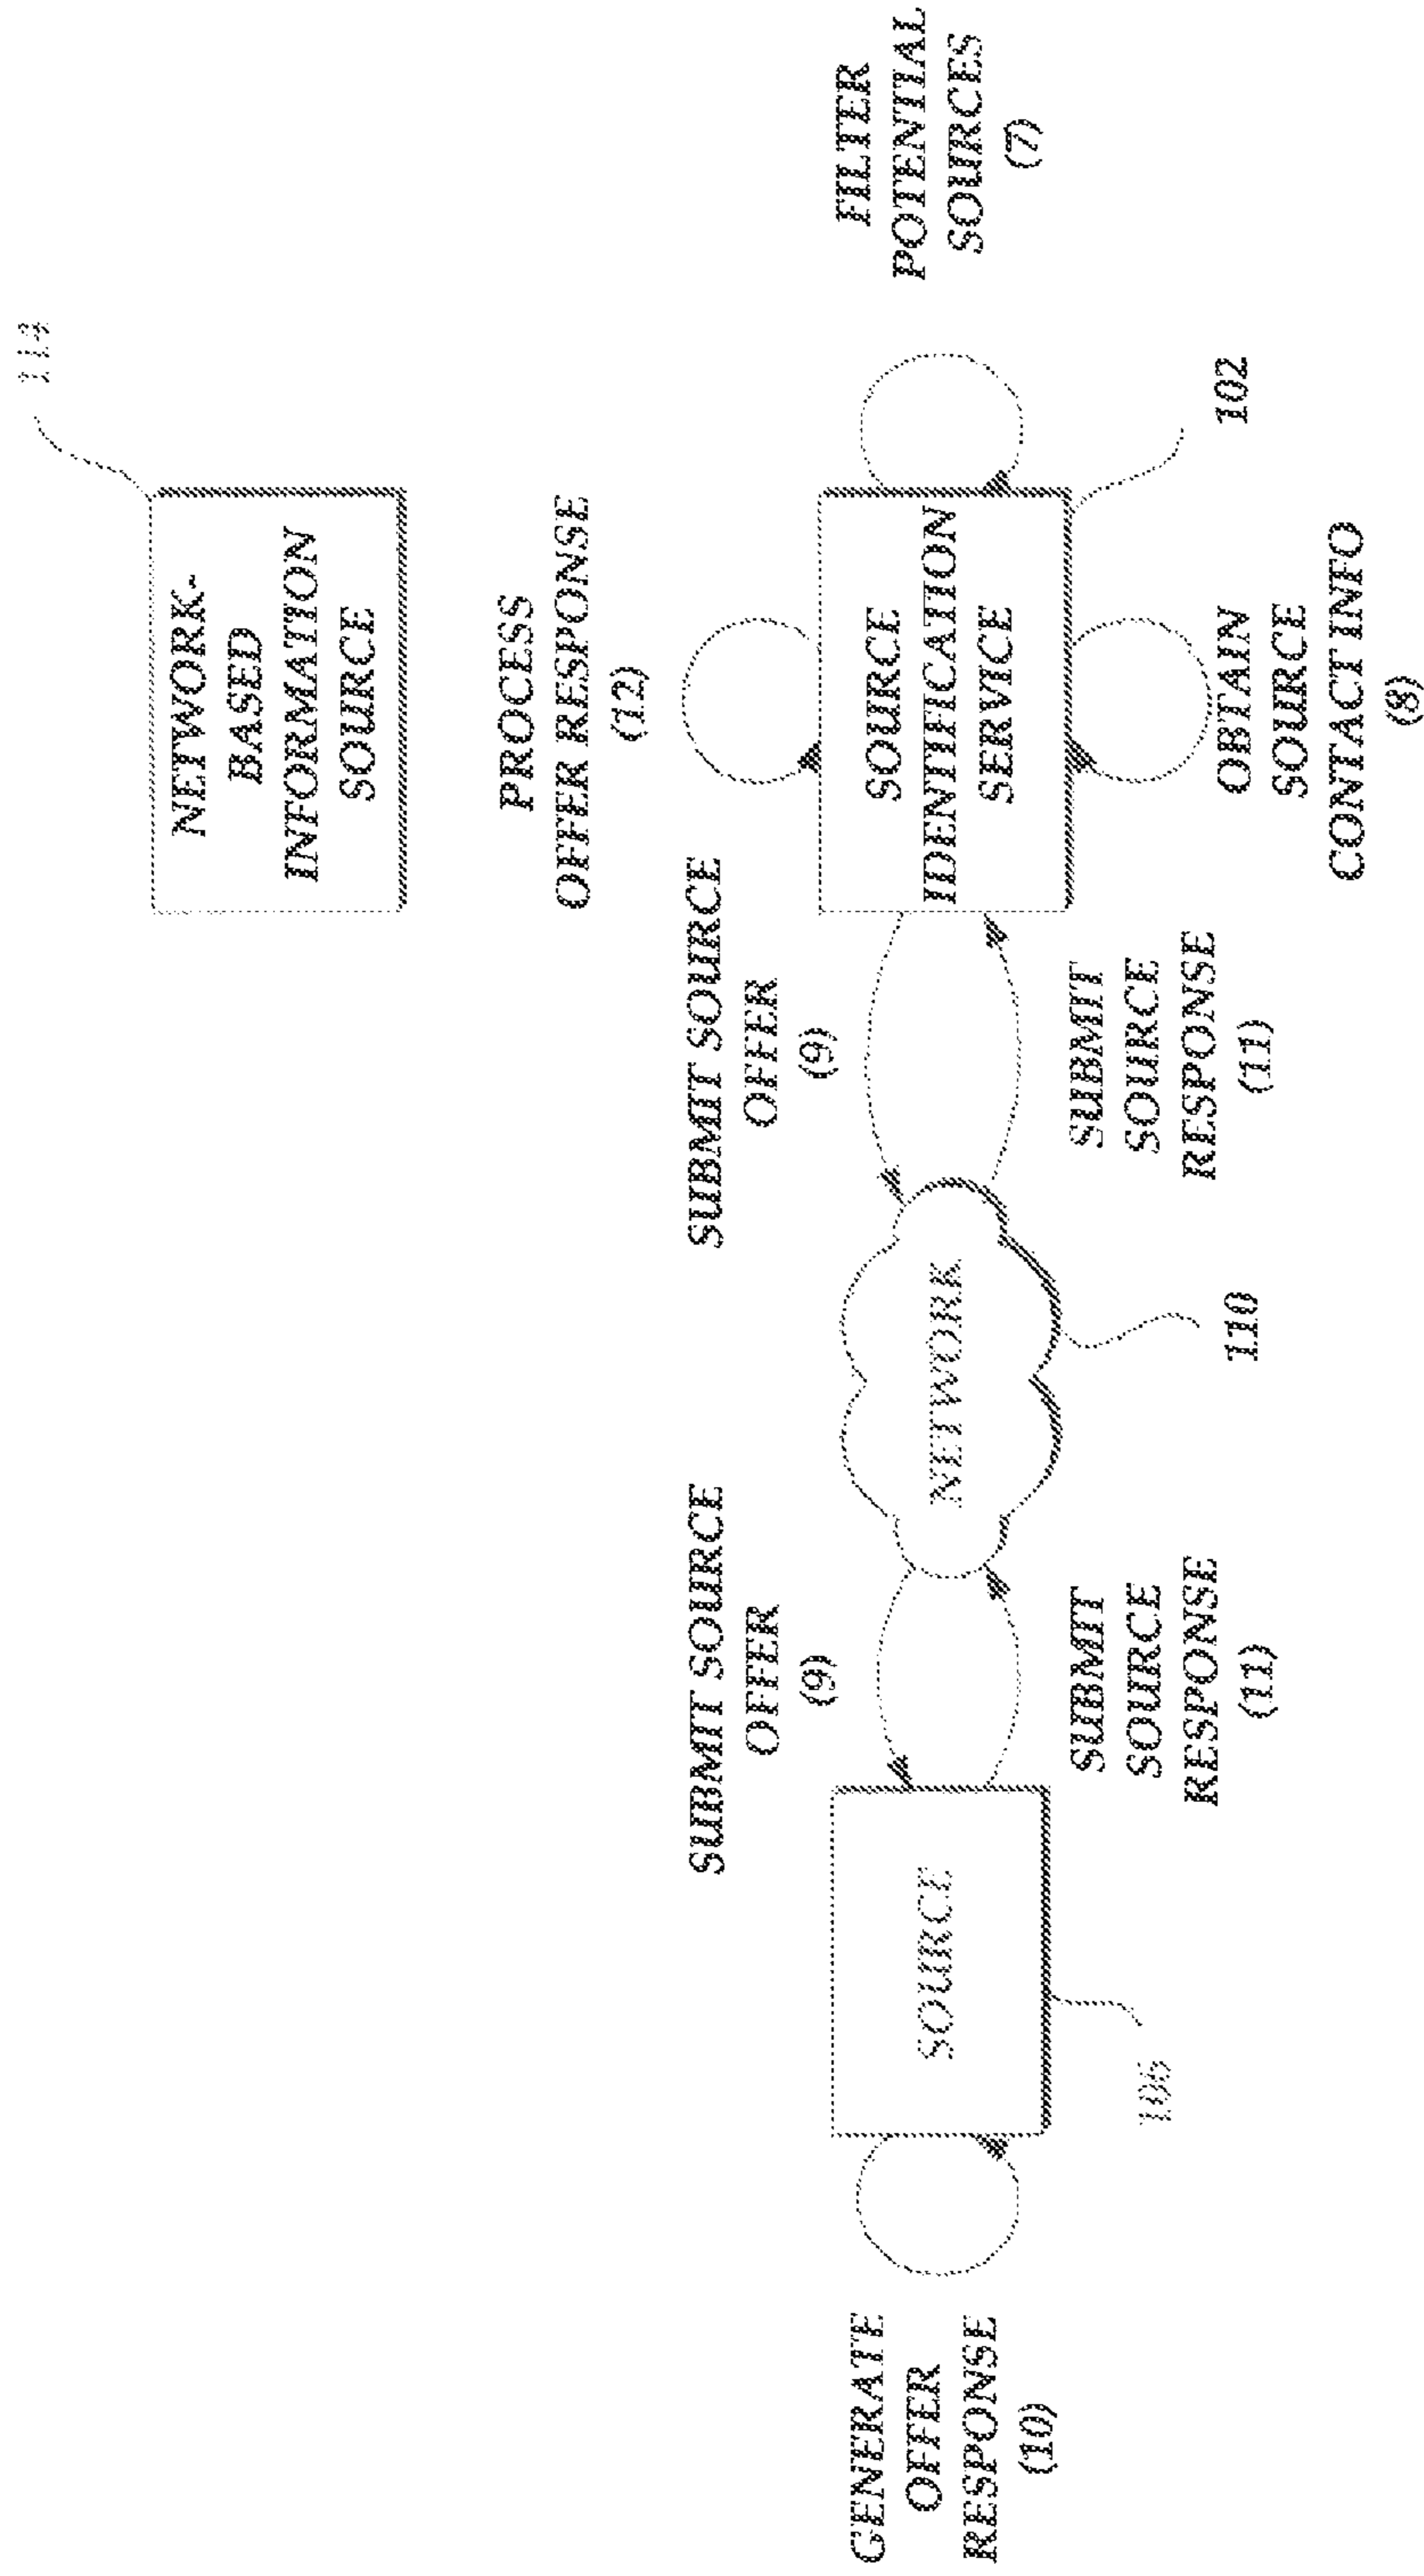 114
NETWORK-
BASED
INFORMATION
SOURCE
PROCESS
OFFER RESPONSE
(12)
SUBMIT SOURCE
OFFER
(9)
SUBMIT SOURCE
OFFER
(9)
GENERATE
OFFER
RESPONSE
(10)
SOURCE
106
NETWORK
110
SOURCE
IDENTIFICATION
SERVICE
102
FILTER
POTENTIAL
SOURCES
(7)
SUBMIT
SOURCE
RESPONSE
(11)
SUBMIT
SOURCE
RESPONSE
(11)
OBTAIN
SOURCE
CONTACT INFO
(8)